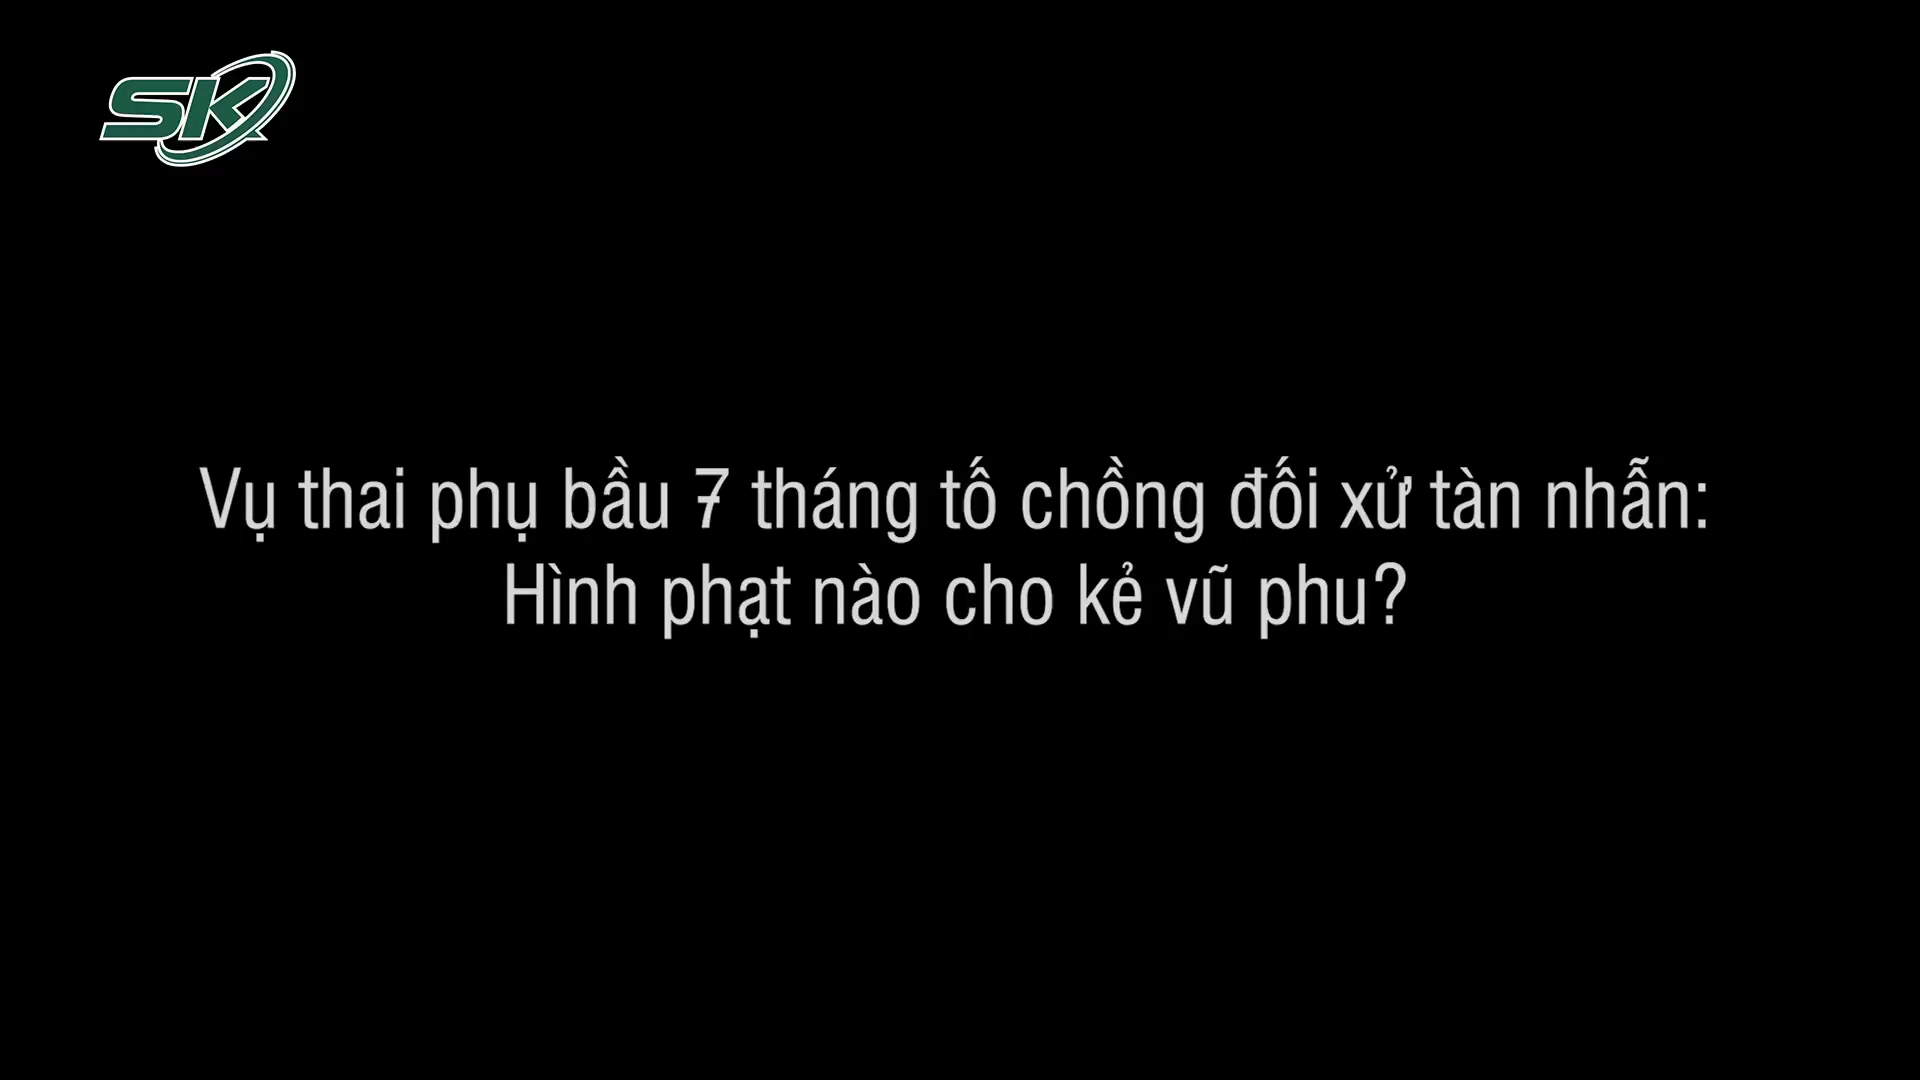 SK
Vụ thai phụ bầu 7 tháng tố chồng đối xử tàn nhẫn:
Hình phạt nào cho kẻ vũ phu?